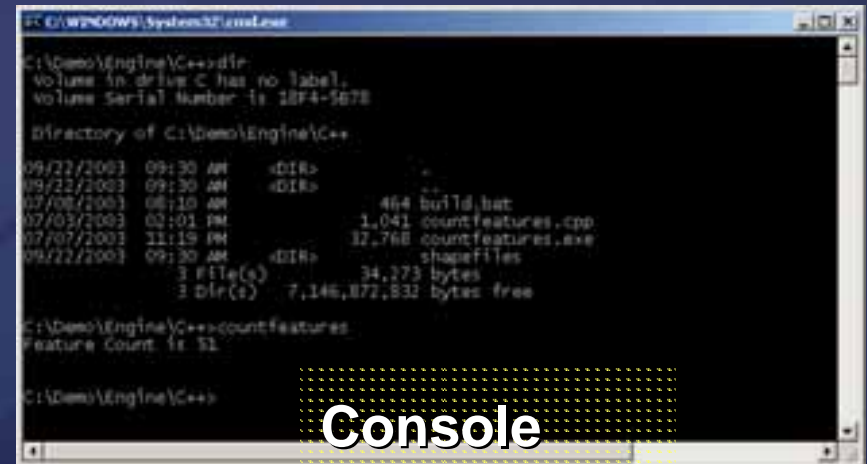 C:\WINDOWS\System32\cmd.exe
C:\Demo\Engine\C++>dir
Volume in drive C has no label.
Volume Serial Number is 18F4-5678
Directory of C:\Demo\Engine\C++
09/22/2003 09:30 AM <DIR> .
09/22/2003 09:30 AM <DIR> ..
07/08/2003 08:10 AM 464 build.bat
07/03/2003 02:01 PM 1,041 countfeatures.cpp
07/07/2003 11:19 PM 32,768 countfeatures.exe
09/22/2003 09:30 AM <DIR> shapefiles
3 File(s) 34,273 bytes
3 Dir(s) 7,146,872,832 bytes free
C:\Demo\Engine\C++>countfeatures
Feature Count is 51
C:\Demo\Engine\C++>
Console